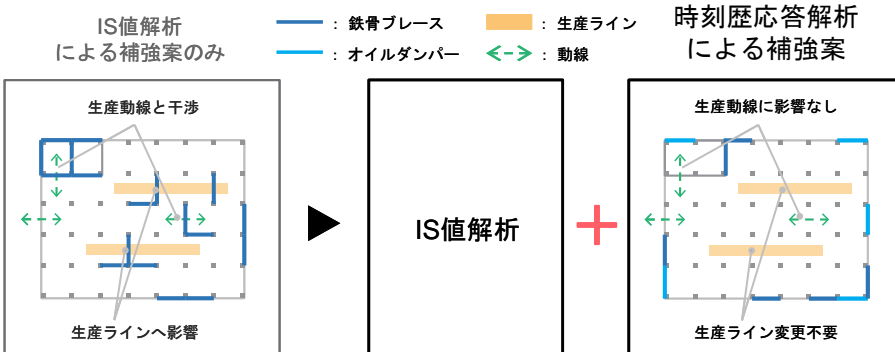 IS値解析
による補強案のみ
：鉄骨ブレース
：生産ライン
：オイルダンパー
：動線
時刻歴応答解析
による補強案
生産動線と干渉
生産ラインへ影響
IS値解析
生産動線に影響なし
生産ライン変更不要